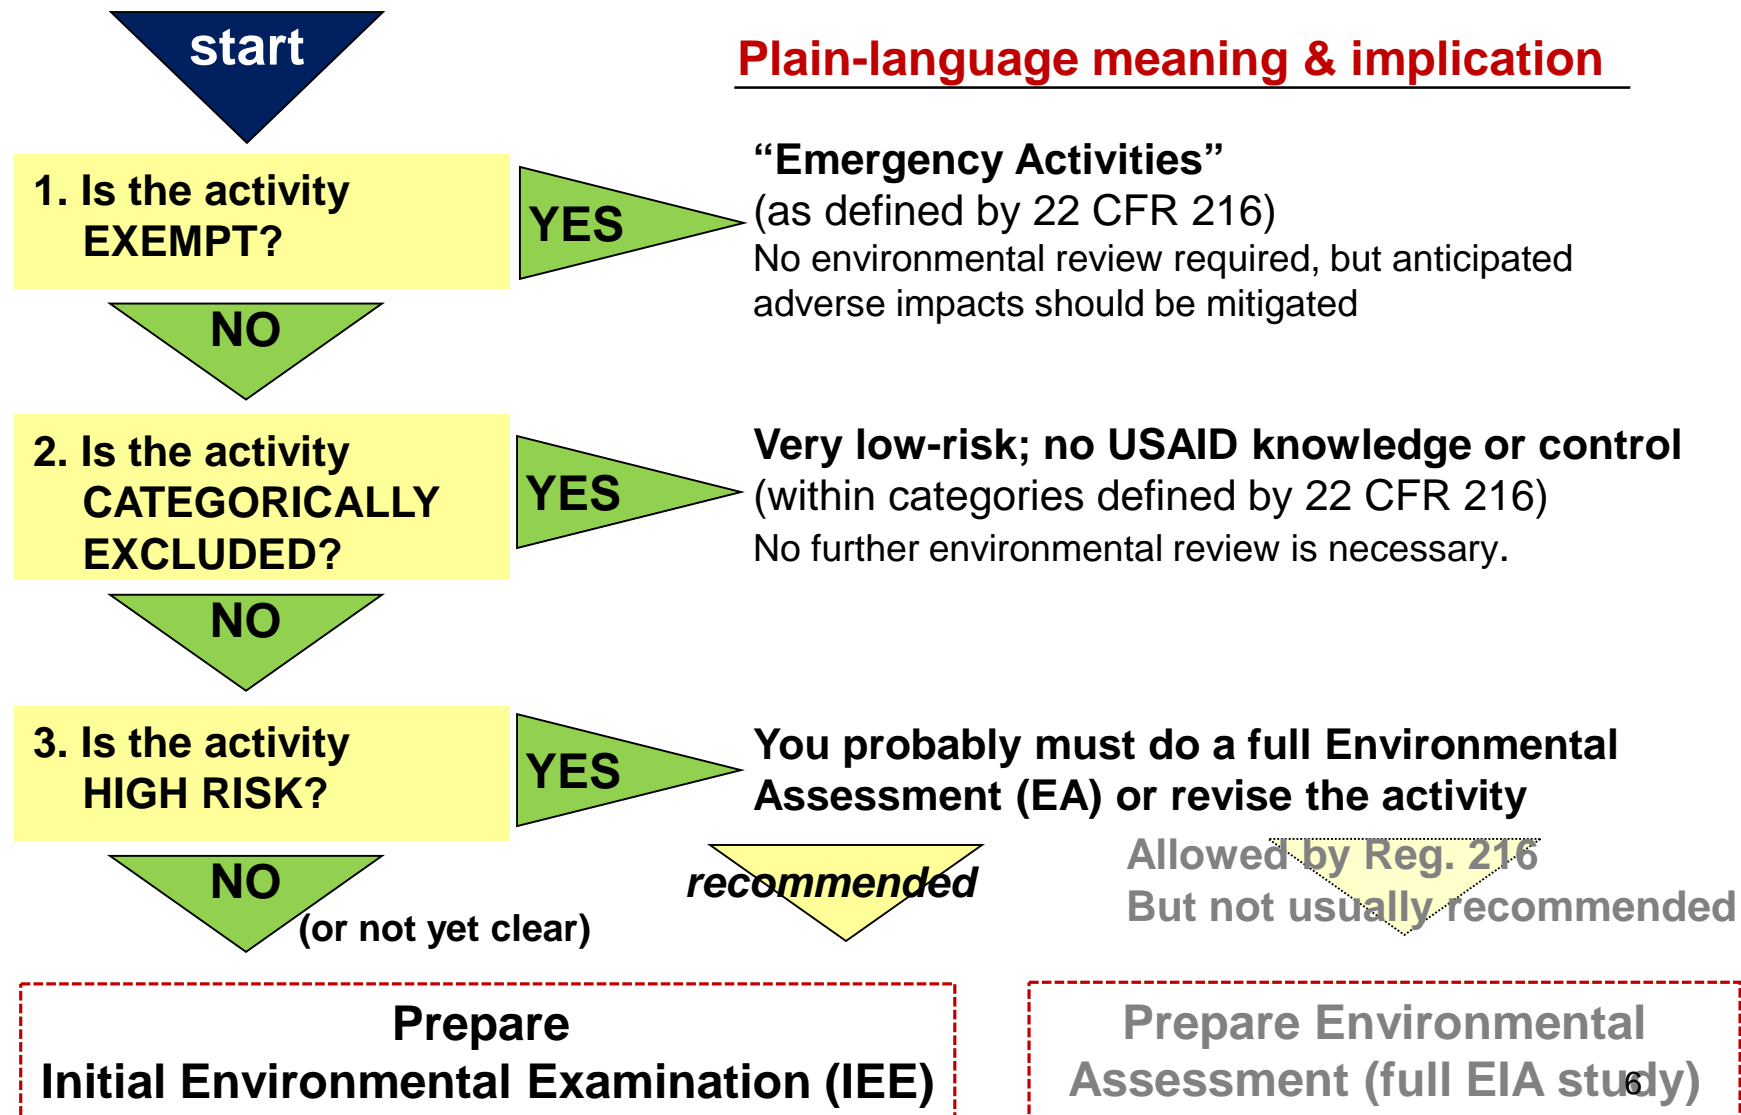 start
Plain-language meaning & implication
1. Is the activity
EXEMPT?
YES
“Emergency Activities”
(as defined by 22 CFR 216)
No environmental review required, but anticipated
adverse impacts should be mitigated
NO
2. Is the activity
CATEGORICALLY
EXCLUDED?
YES
Very low-risk; no USAID knowledge or control
(within categories defined by 22 CFR 216)
No further environmental review is necessary.
NO
3. Is the activity
HIGH RISK?
YES
You probably must do a full Environmental
Assessment (EA) or revise the activity
NO
(or not yet clear)
recommended
Allowed by Reg. 216
But not usually recommended
Prepare
Initial Environmental Examination (IEE)
Prepare Environmental
Assessment (full EIA study)
6